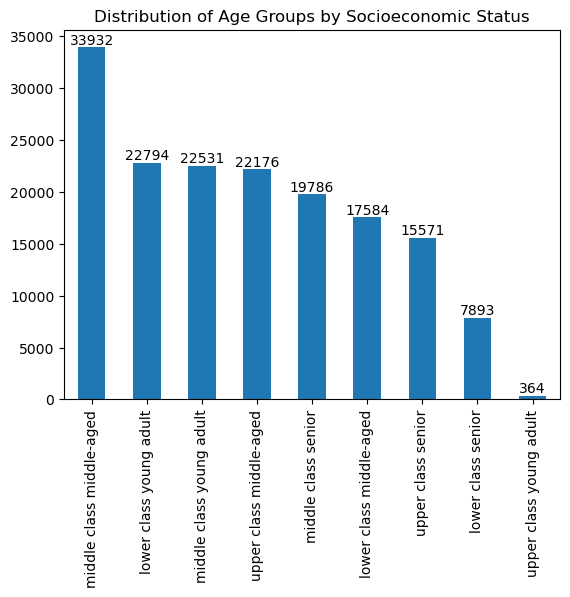 Distribution of Age Groups by Socioeconomic Status
35000
30000
25000
20000
15000
10000
5000
0
33932
22794
22531
22176
19786
17584
15571
7893
364
middle class middle-aged
lower class young adult
middle class young adult
upper class middle-aged
middle class senior
lower class middle-aged
upper class senior
lower class senior
upper class young adult